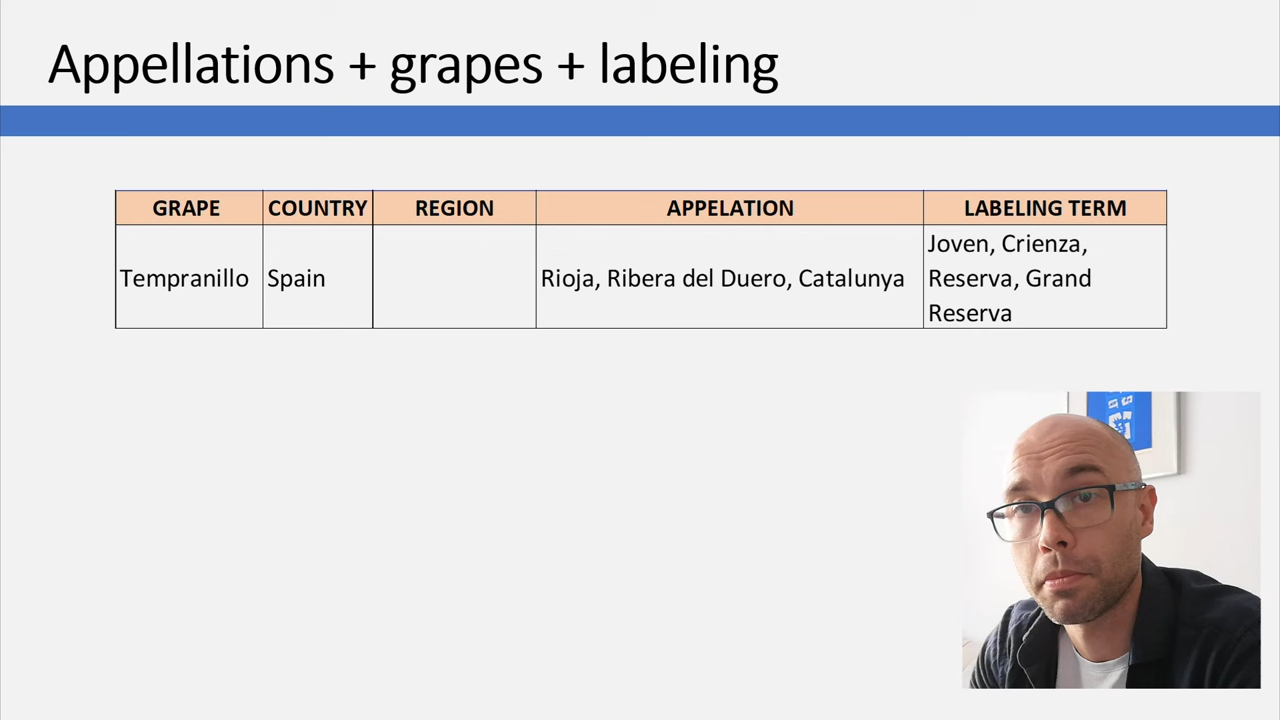 Appellations + grapes + labeling
GRAPE COUNTRY REGION APPELATION LABELING TERM
Tempranillo Spain Rioja, Ribera del Duero, Catalunya Joven, Crienza,
Reserva, Grand
Reserva